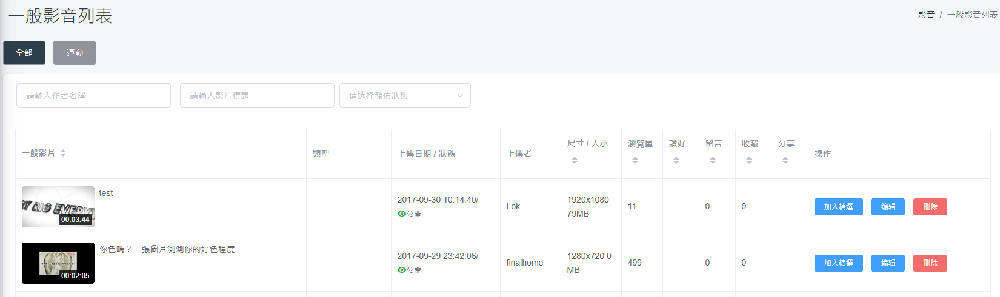 一般影音列表
影音 / 一般影音列表
全部
運動
請輸入作者名稱
請輸入影片標題
请选择發佈狀態
一般影片
類型
上傳日期 / 狀態
上傳者
尺寸 / 大小
瀏覽量
讚好
留言
收藏
分享
操作
RY RIG EVERYT
00:03:44
test
2017-09-30 10:14:40/
公開
Lok
1920x1080
79MB
11
0
0
加入精選
编辑
刪除
00:02:05
你色嗎？一張圖片測測你的好色程度
2017-09-29 23:42:06/
公開
finalhome
1280x720 0
MB
499
0
0
加入精選
编辑
刪除